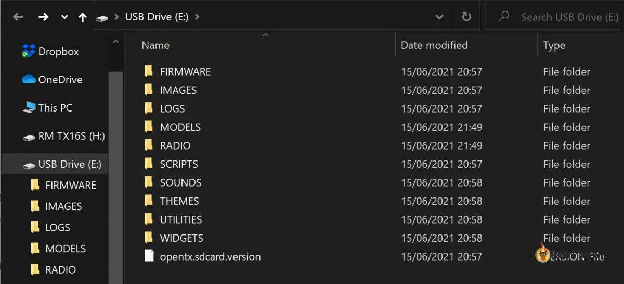 USB Drive (E:)
Search USB Drive (E:)
Dropbox
OneDrive
This PC
RM TX16S (H:)
USB Drive (E:)
FIRMWARE
IMAGES
LOGS
MODELS
RADIO
Name Date modified Type
FIRMWARE 15/06/2021 20:57 File folder
IMAGES 15/06/2021 20:57 File folder
LOGS 15/06/2021 20:57 File folder
MODELS 15/06/2021 21:49 File folder
RADIO 15/06/2021 21:49 File folder
SCRIPTS 15/06/2021 20:57 File folder
SOUNDS 15/06/2021 20:58 File folder
THEMES 15/06/2021 20:58 File folder
UTILITIES 15/06/2021 20:58 File folder
WIDGETS 15/06/2021 20:58 File folder
opentx.sdcard.version 15/06/2021 20:57 File